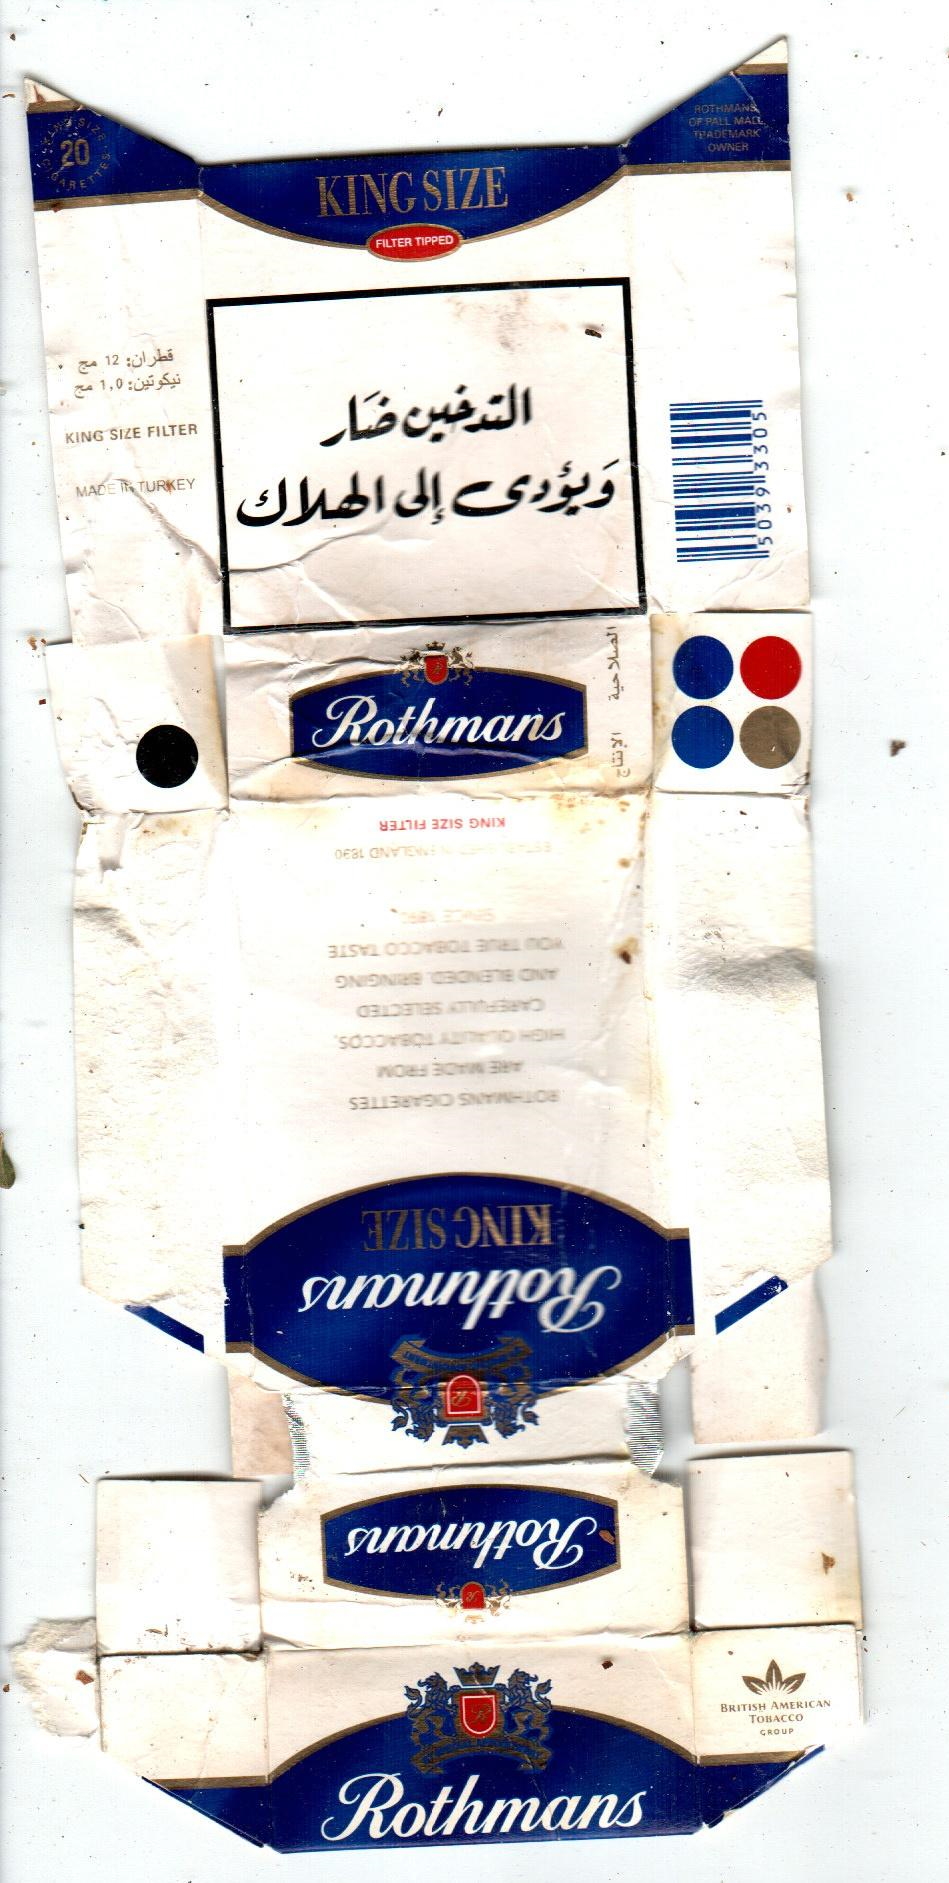 KING SIZE
20
CIGARETTES
ROTHMANS
OF PALL MALL
TRADEMARK
OWNER
KING SIZE
FILTER TIPPED
قطران: 12 مج
نيكوتين: 1,0 مج
KING SIZE FILTER
MADE IN TURKEY
التدخين ضَار
وَيؤدى إلى الهلاك
50393305
Rothmans
الصلاحية
الإنتاج
KING SIZE FILTER
ESTABLISHED IN ENGLAND 1890
ROTHMANS CIGARETTES
ARE MADE FROM
HIGH QUALITY TOBACCOS,
CAREFULLY SELECTED
AND BLENDED, BRINGING
YOU TRUE TOBACCO TASTE
SINCE 1890
KING SIZE
Rothmans
Rothmans
BRITISH AMERICAN
TOBACCO
GROUP
Rothmans